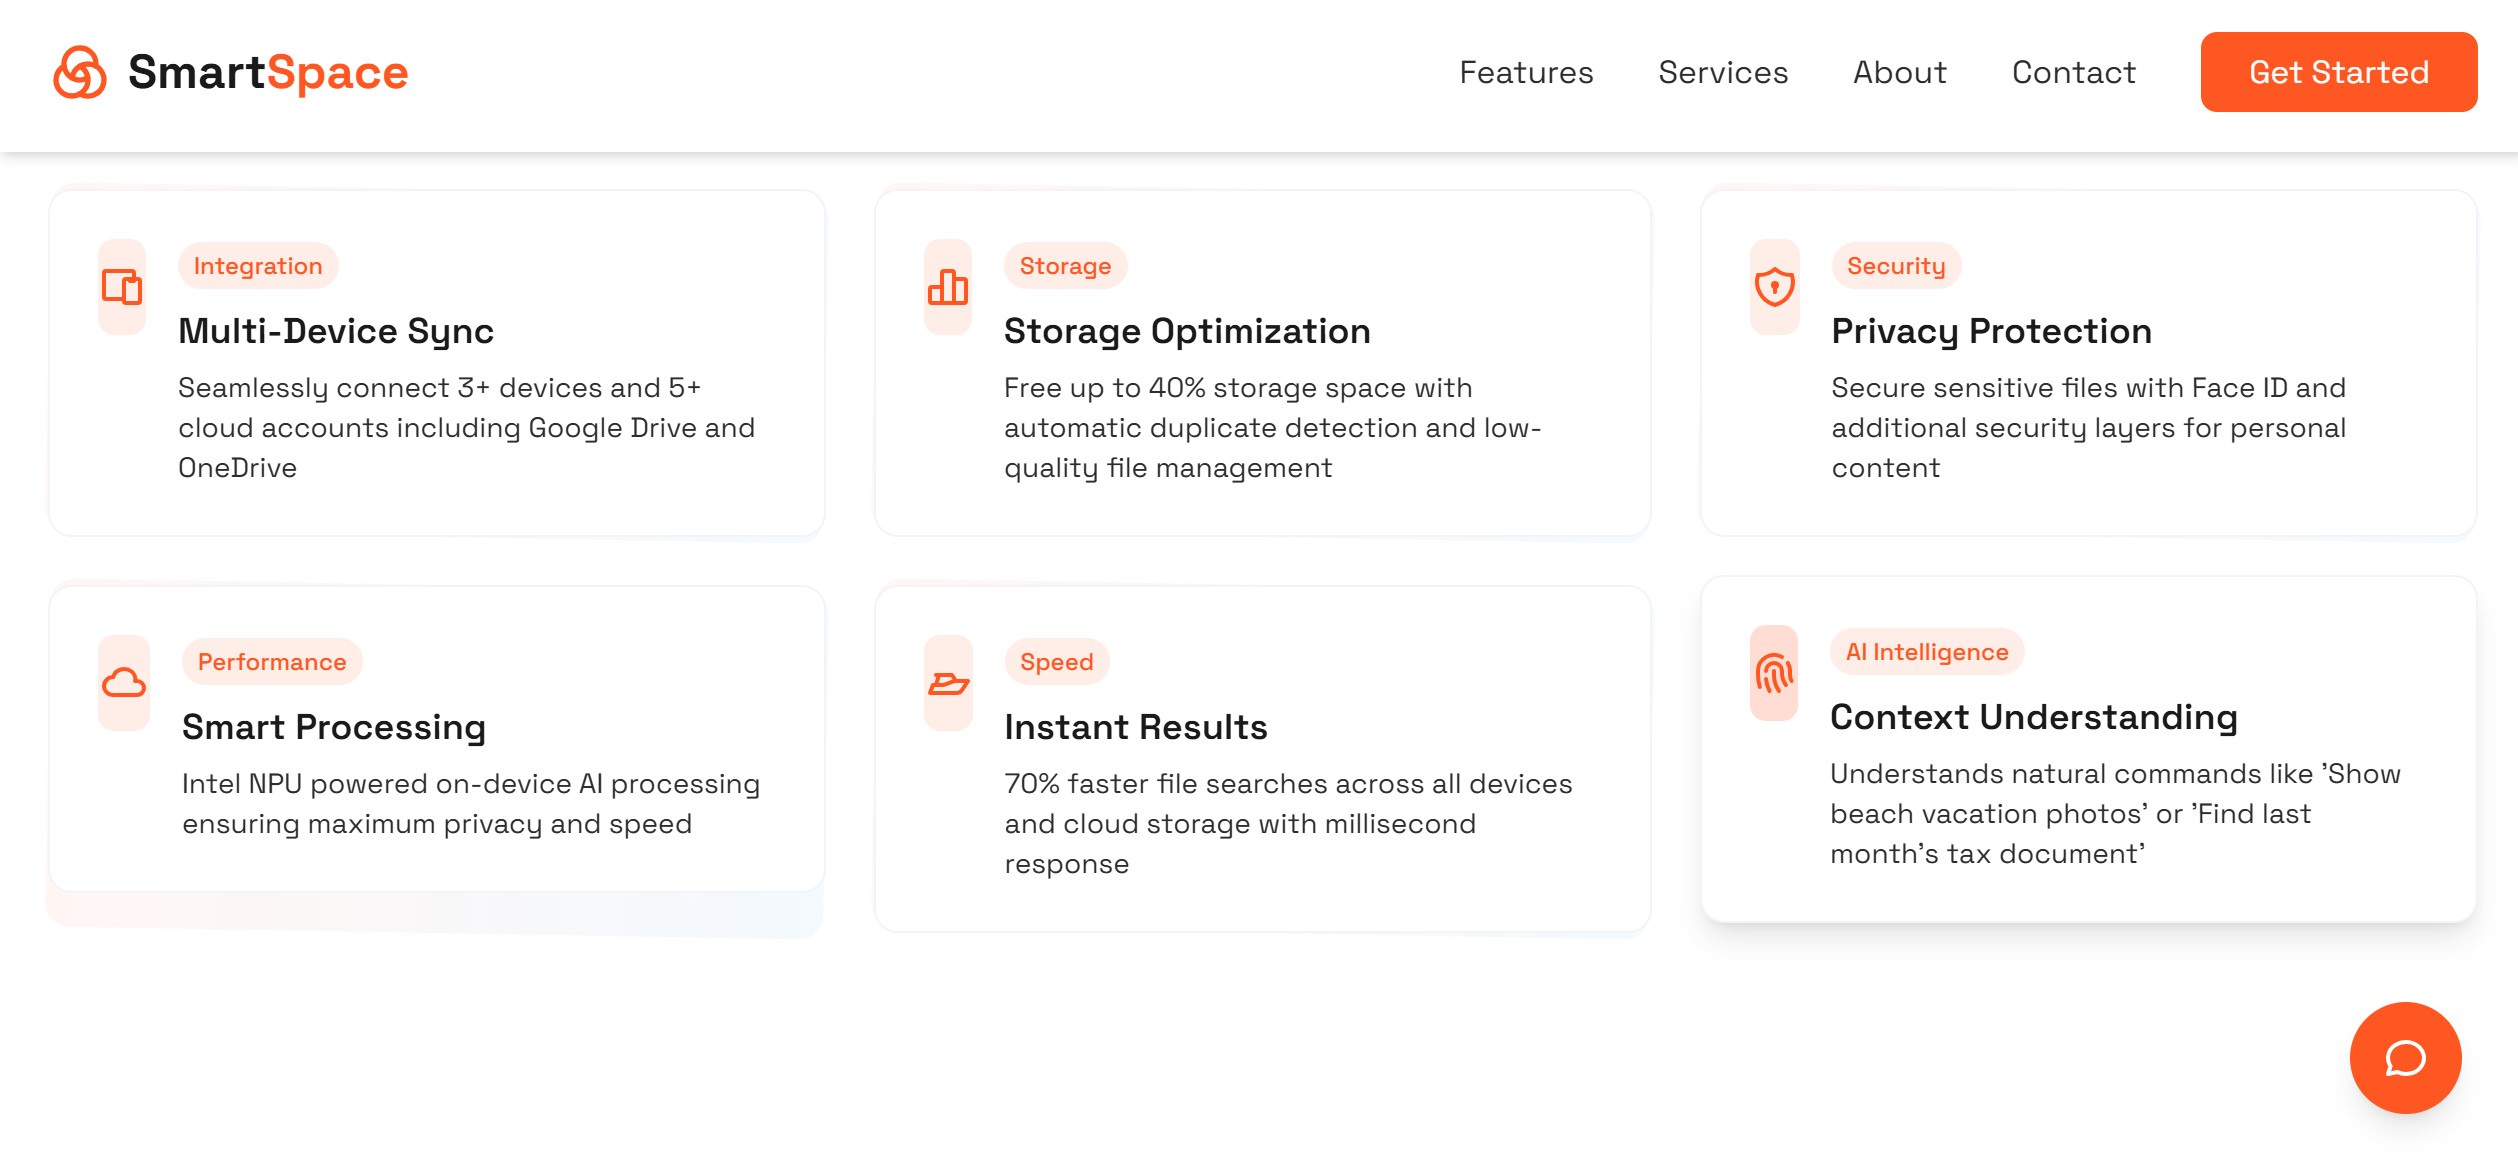 SmartSpace
Features
Services
About
Contact
Get Started
Integration
Multi-Device Sync
Seamlessly connect 3+ devices and 5+
cloud accounts including Google Drive and
OneDrive
Storage
Storage Optimization
Free up to 40% storage space with
automatic duplicate detection and low-
quality file management
Security
Privacy Protection
Secure sensitive files with Face ID and
additional security layers for personal
content
Performance
Smart Processing
Intel NPU powered on-device AI processing
ensuring maximum privacy and speed
Speed
Instant Results
70% faster file searches across all devices
and cloud storage with millisecond
response
AI Intelligence
Context Understanding
Understands natural commands like 'Show
beach vacation photos' or 'Find last
month's tax document'